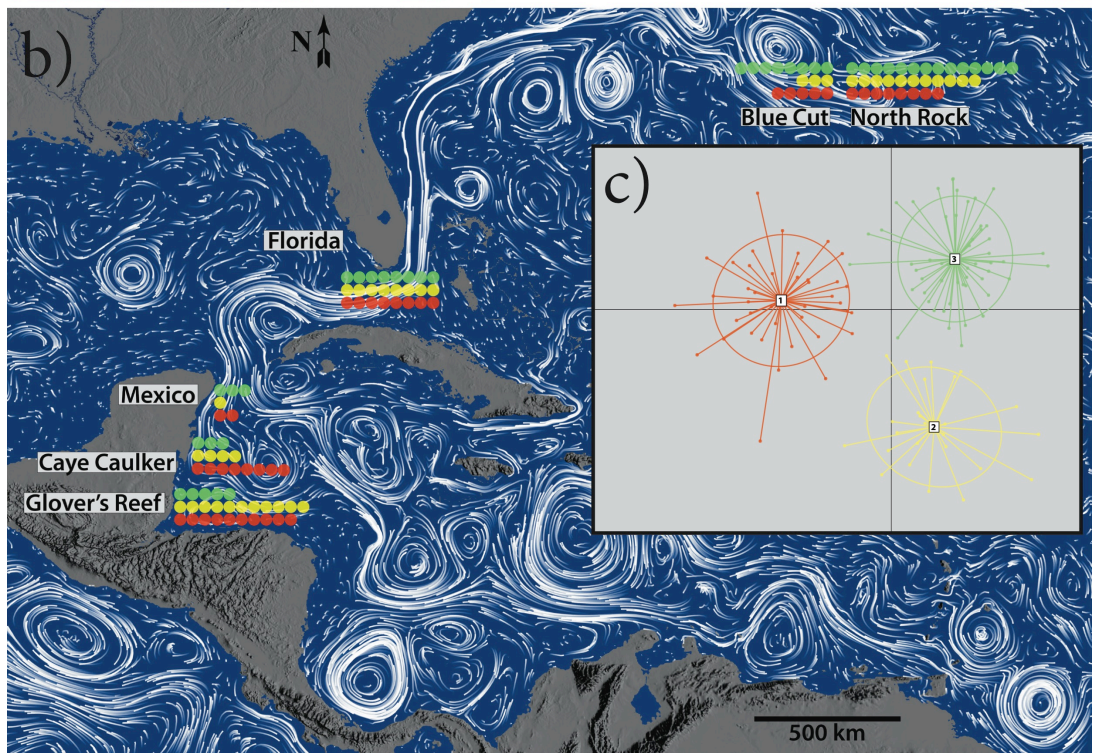 b)
N
Blue Cut
North Rock
c)
Florida
3
1
Mexico
2
Caye Caulker
Glover's Reef
500 km